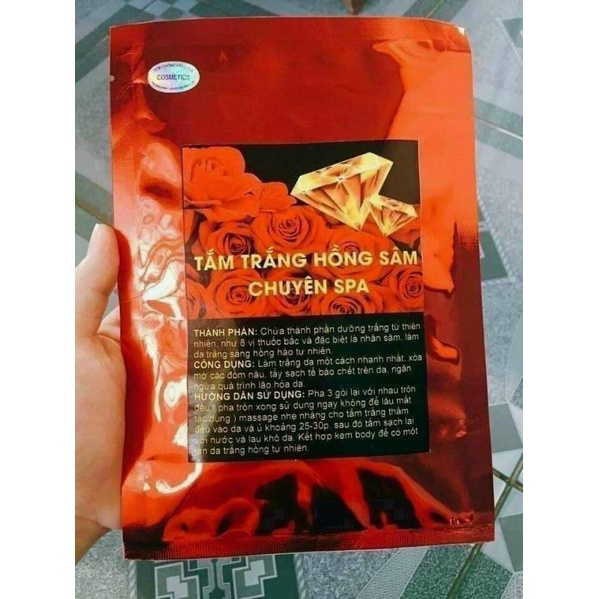 COSMETICS
TẮM TRẮNG HỒNG SÂM
CHUYÊN SPA
THÀNH PHẦN: Chứa thành phần dưỡng trắng từ thiên
nhiên, như 8 vị thuốc bắc và đặc biệt là nhân sâm. làm
da trắng sáng hồng hào tự nhiên.
CÔNG DỤNG: Làm trắng da một cách nhanh nhất, xóa
mờ các đốm nâu, tẩy sạch tế bào chết trên da, ngăn
ngừa quá trình lão hóa da.
HƯỚNG DẪN SỬ DỤNG: Pha 3 gói lại với nhau trộn
đều ( pha trộn xong sử dụng ngay không để lâu mất
tác dụng ) massage nhẹ nhàng cho tắm trắng thấm
đều vào da và ủ khoảng 25-30p. sau đó tắm sạch lại
với nước và lau khô da. Kết hợp kem body để có một
làn da trắng hồng tự nhiên.